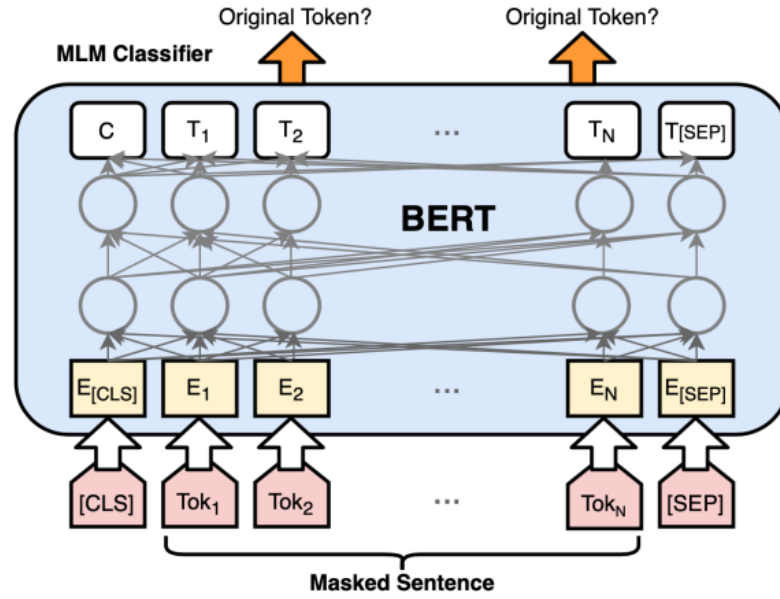 Original Token? Original Token?
MLM Classifier
C T1 T2 ... TN T[SEP]
BERT
E[CLS] E1 E2 ... EN E[SEP]
[CLS] Tok1 Tok2 ... TokN [SEP]
Masked Sentence